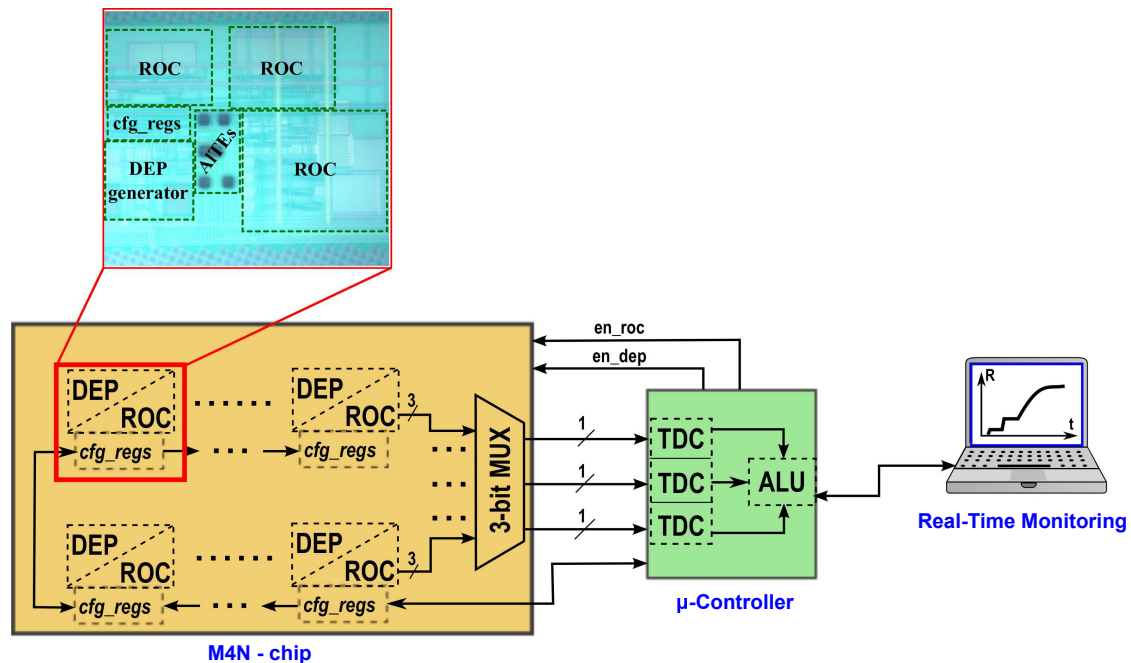 ROC
ROC
cfg_regs
AITEs
DEP
generator
ROC
en_roc
en_dep
DEP
ROC
cfg_regs
......
...
DEP
ROC
3
cfg_regs
3-bit MUX
1
1
1
TDC
TDC
TDC
ALU
R
t
Real-Time Monitoring
DEP
ROC
cfg_regs
......
...
DEP
ROC
3
cfg_regs
µ-Controller
M4N - chip